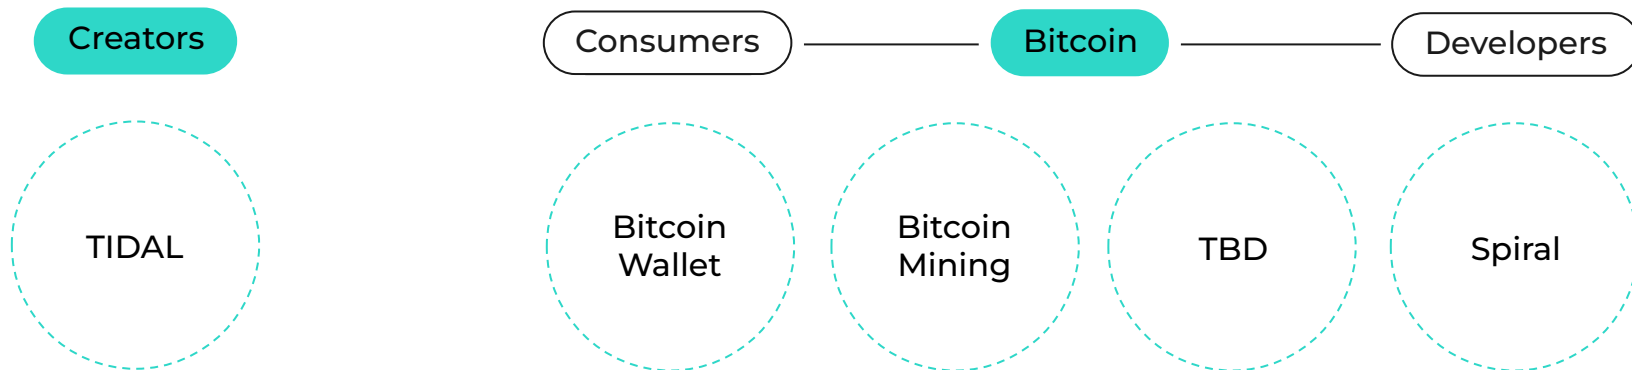 Creators
Consumers
Bitcoin
Developers
TIDAL
Bitcoin
Wallet
Bitcoin
Mining
TBD
Spiral